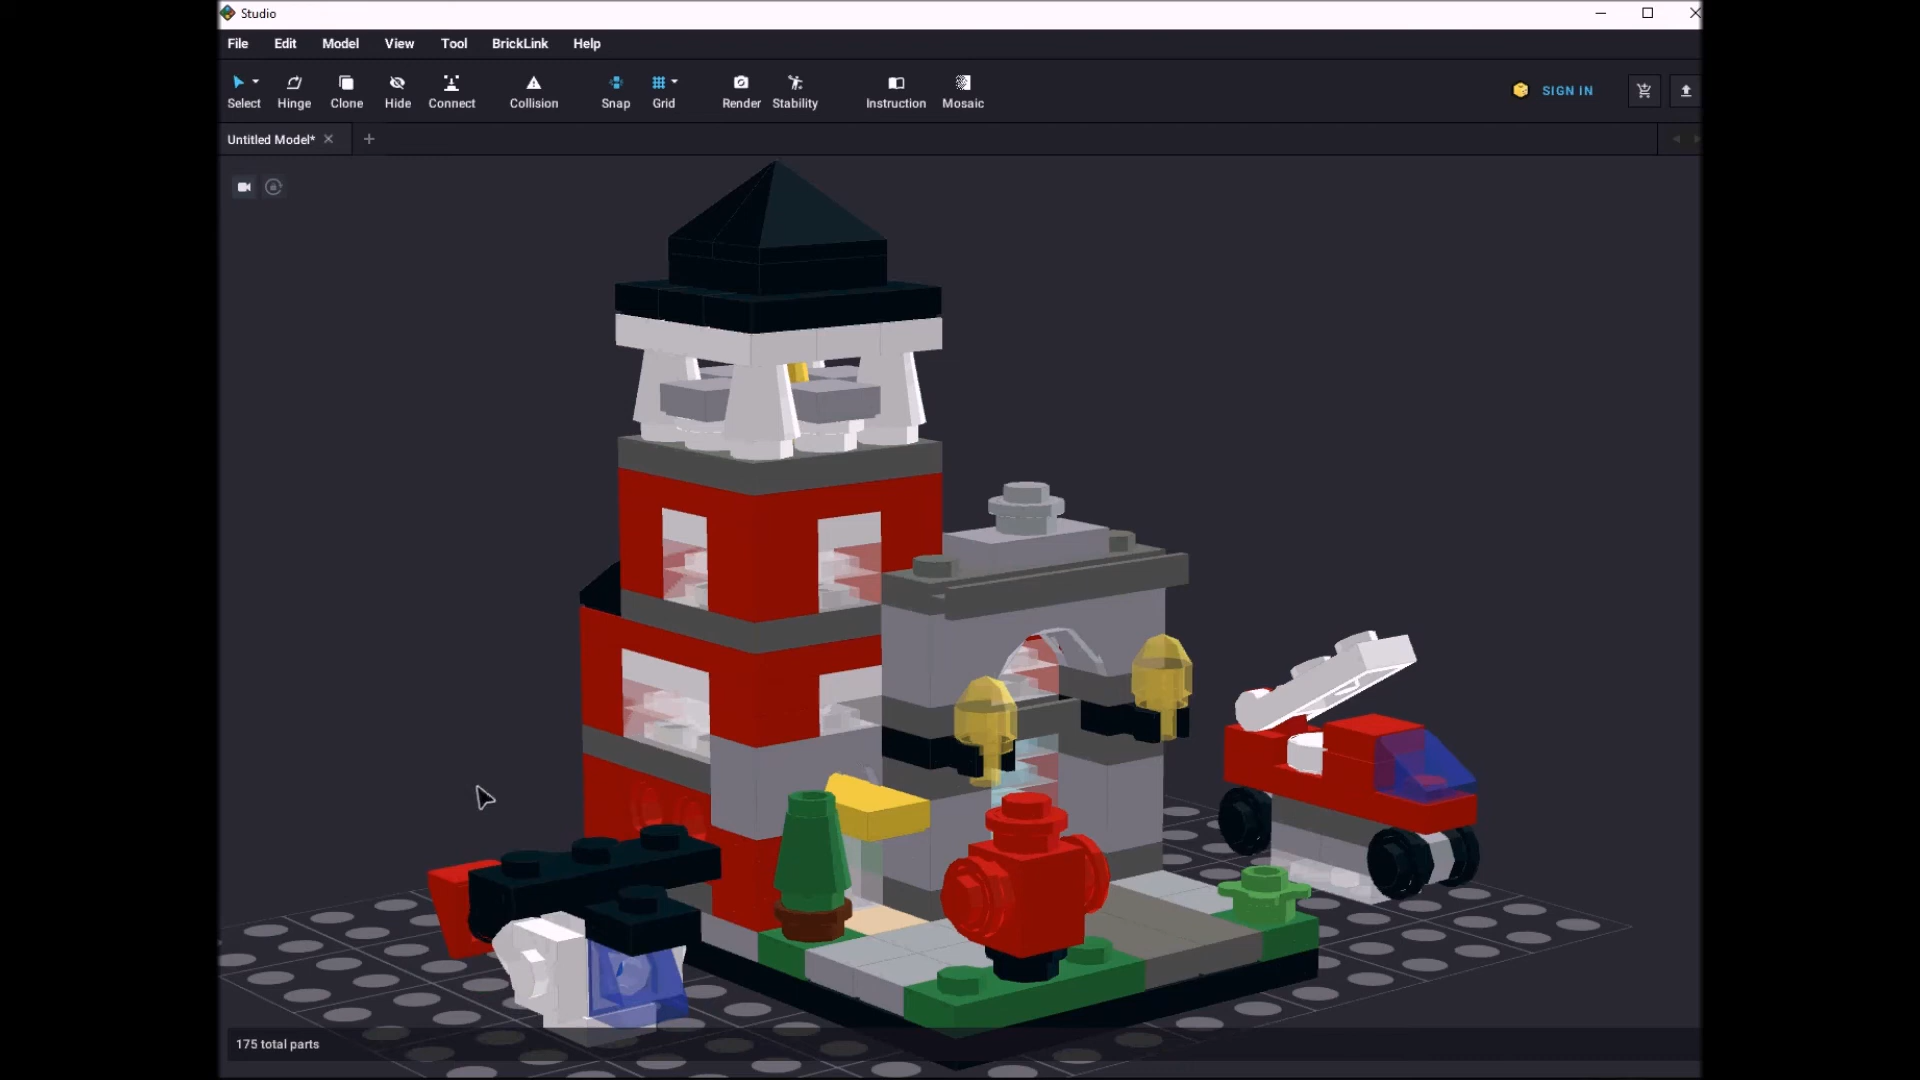 Studio
File Edit Model View Tool BrickLink Help
Select Hinge Clone Hide Connect Collision Snap Grid Render Stability Instruction Mosaic SIGN IN
Untitled Model*
175 total parts